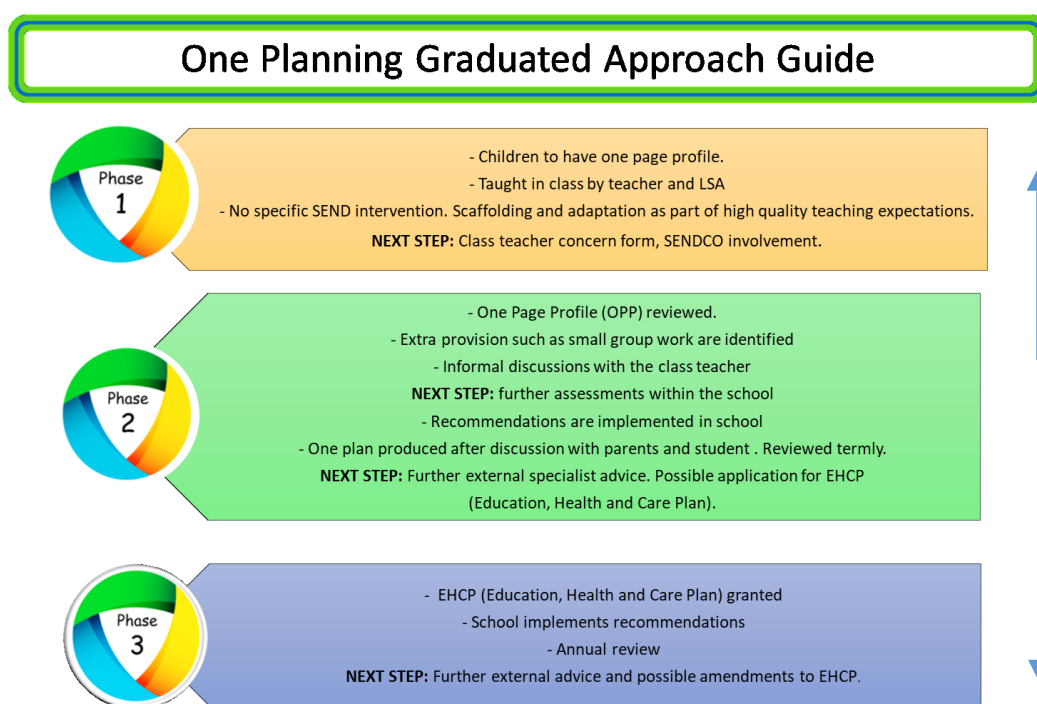 One Planning Graduated Approach Guide
Phase
1
- Children to have one page profile.
- Taught in class by teacher and LSA
- No specific SEND intervention. Scaffolding and adaptation as part of high quality teaching expectations.
NEXT STEP: Class teacher concern form, SENDCO involvement.
Phase
2
- One Page Profile (OPP) reviewed.
- Extra provision such as small group work are identified
- Informal discussions with the class teacher
NEXT STEP: further assessments within the school
- Recommendations are implemented in school
- One plan produced after discussion with parents and student . Reviewed termly.
NEXT STEP: Further external specialist advice. Possible application for EHCP
(Education, Health and Care Plan).
Phase
3
- EHCP (Education, Health and Care Plan) granted
- School implements recommendations
- Annual review
NEXT STEP: Further external advice and possible amendments to EHCP.